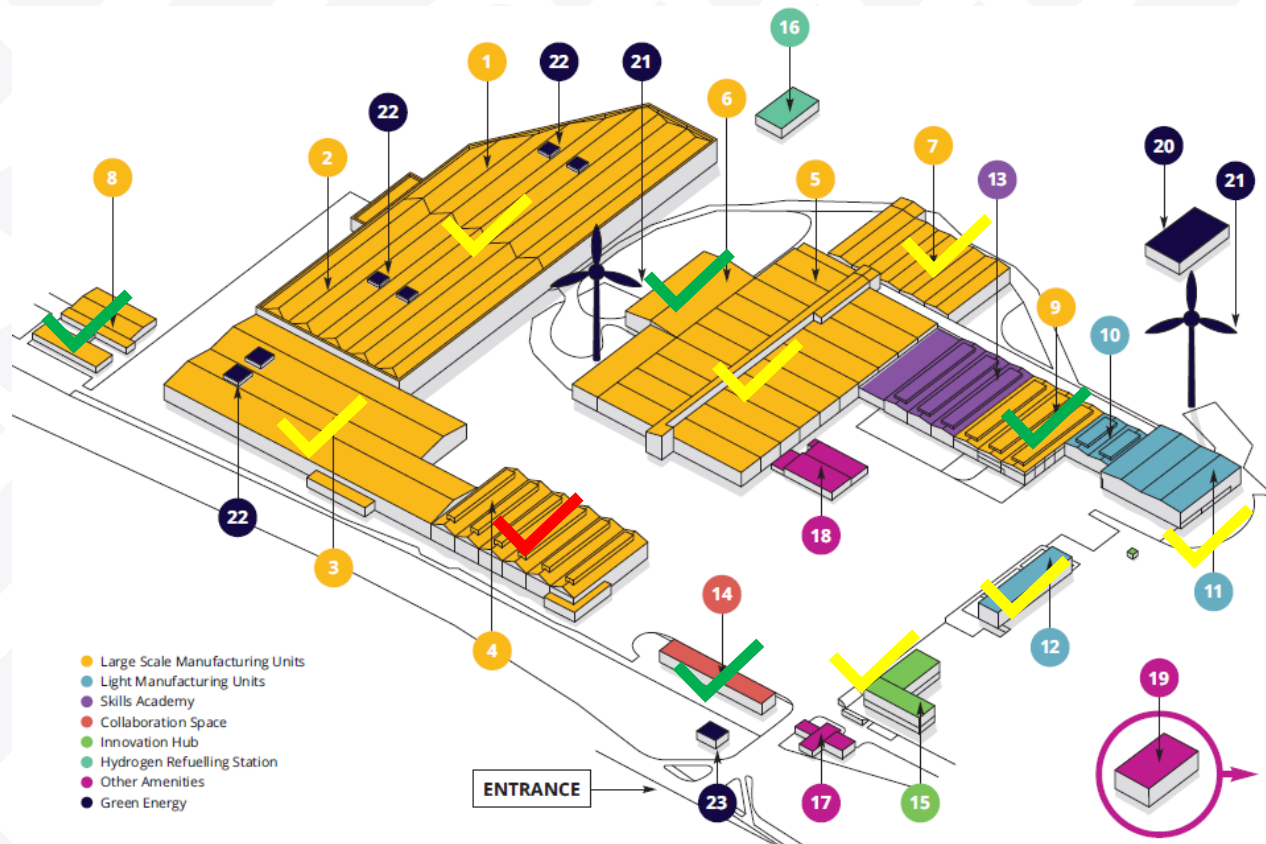 16
1
22
21
6
22
20
7
2
13
8
5
21
9
10
18
22
3
14
11
4
12
Large Scale Manufacturing Units
Light Manufacturing Units
Skills Academy
Collaboration Space
Innovation Hub
Hydrogen Refuelling Station
Other Amenities
Green Energy
19
ENTRANCE
23
17
15